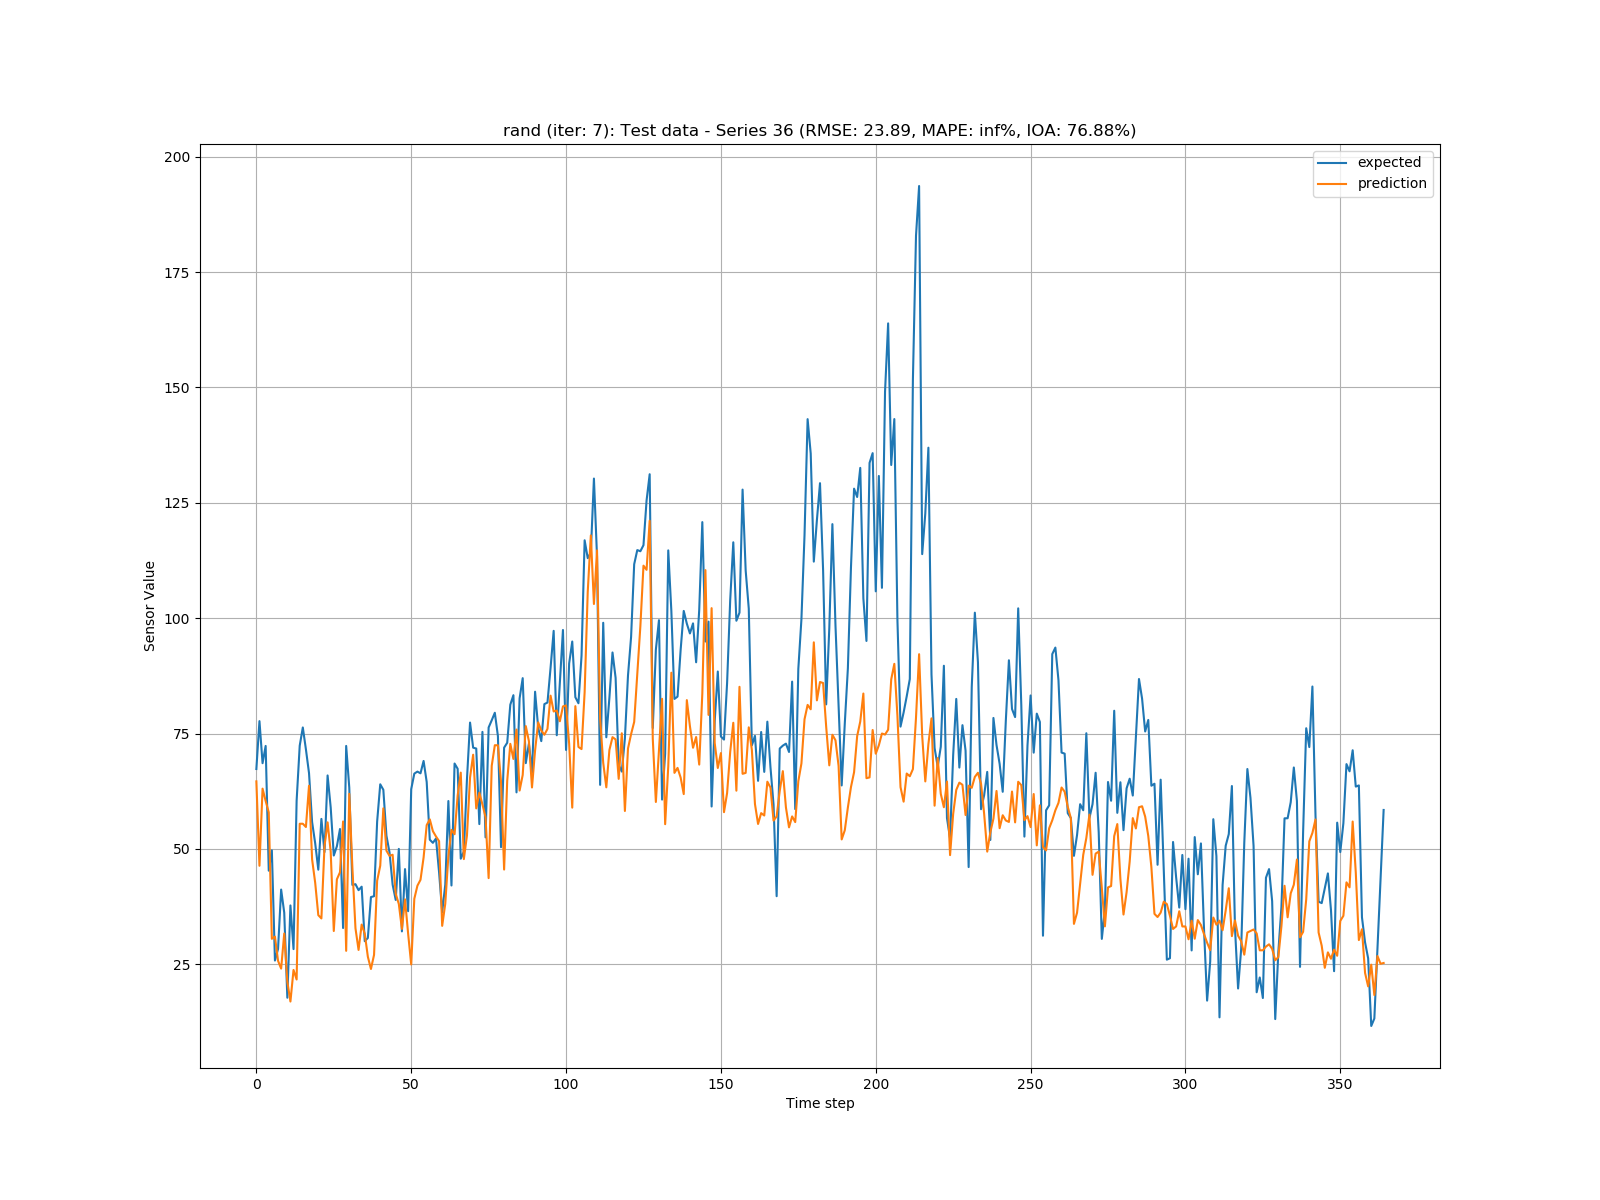 rand (iter: 7): Test data - Series 36 (RMSE: 23.89, MAPE: inf%, IOA: 76.88%)
expected
prediction
200
175
150
125
100
75
50
25
Sensor Value
0 50 100 150 200 250 300 350
Time step